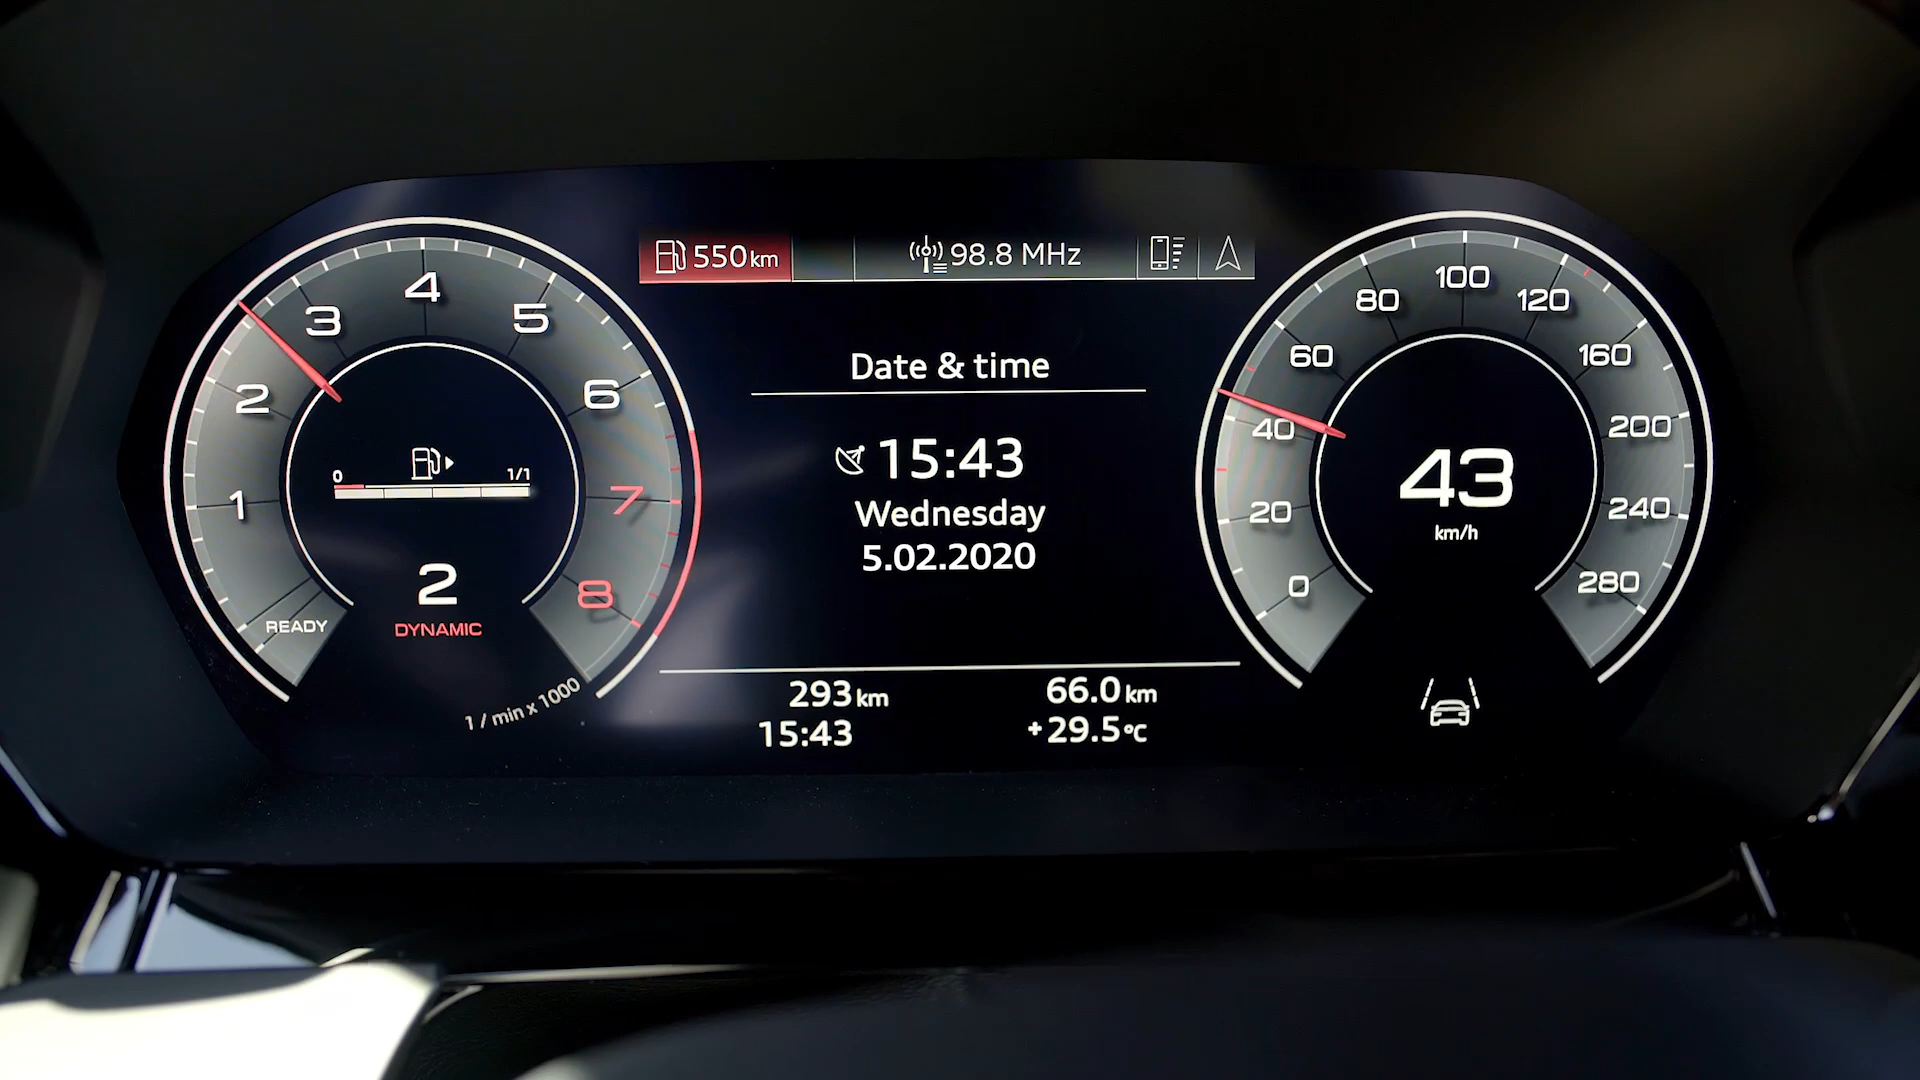 550 km
98.8 MHz
4
3
5
2
6
1
7
8
READY
0
1/1
2
DYNAMIC
1 / min x 1000
Date & time
15:43
Wednesday
5.02.2020
293 km
66.0 km
15:43
+29.5 °C
100
80
120
60
160
40
200
20
240
0
280
43
km/h